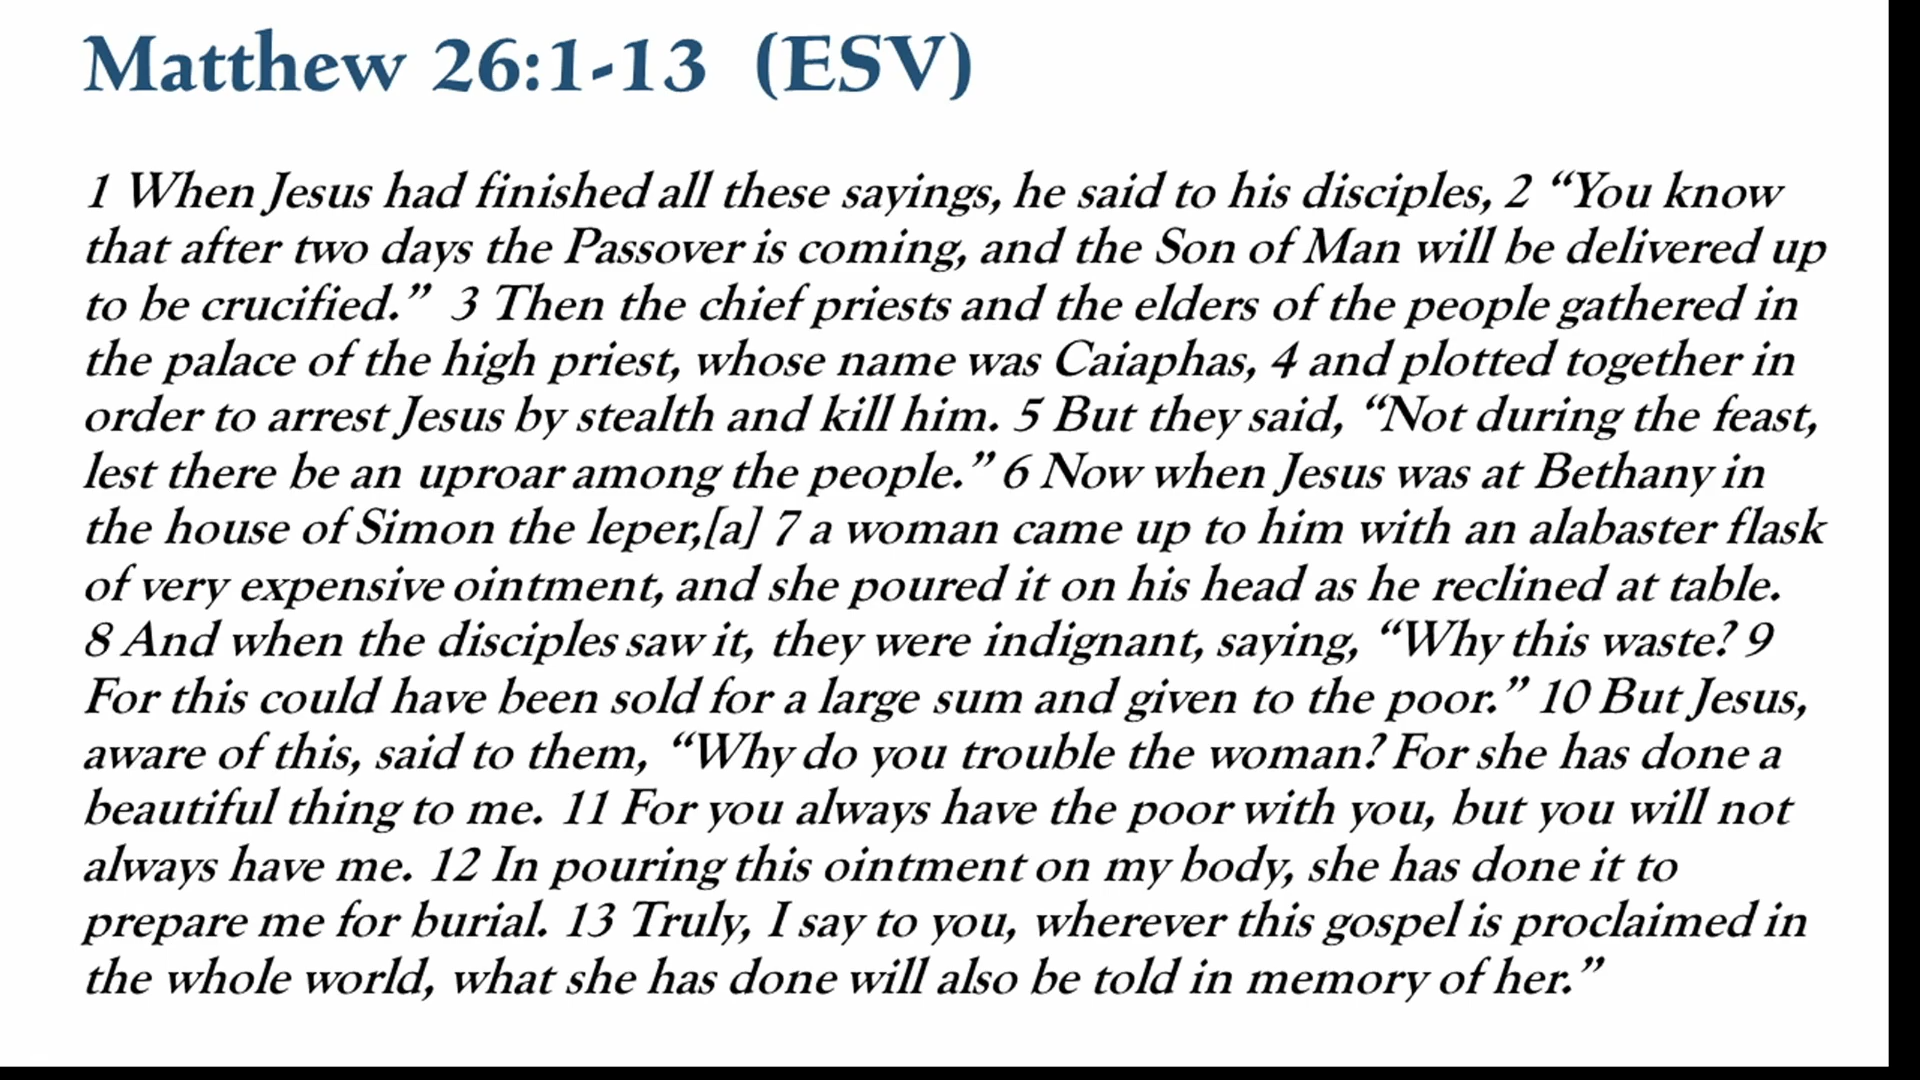 Matthew 26:1-13 (ESV)
1 When Jesus had finished all these sayings, he said to his disciples, 2 “You know
that after two days the Passover is coming, and the Son of Man will be delivered up
to be crucified.” 3 Then the chief priests and the elders of the people gathered in
the palace of the high priest, whose name was Caiaphas, 4 and plotted together in
order to arrest Jesus by stealth and kill him. 5 But they said, “Not during the feast,
lest there be an uproar among the people.” 6 Now when Jesus was at Bethany in
the house of Simon the leper,[a] 7 a woman came up to him with an alabaster flask
of very expensive ointment, and she poured it on his head as he reclined at table.
8 And when the disciples saw it, they were indignant, saying, “Why this waste? 9
For this could have been sold for a large sum and given to the poor.” 10 But Jesus,
aware of this, said to them, “Why do you trouble the woman? For she has done a
beautiful thing to me. 11 For you always have the poor with you, but you will not
always have me. 12 In pouring this ointment on my body, she has done it to
prepare me for burial. 13 Truly, I say to you, wherever this gospel is proclaimed in
the whole world, what she has done will also be told in memory of her.”